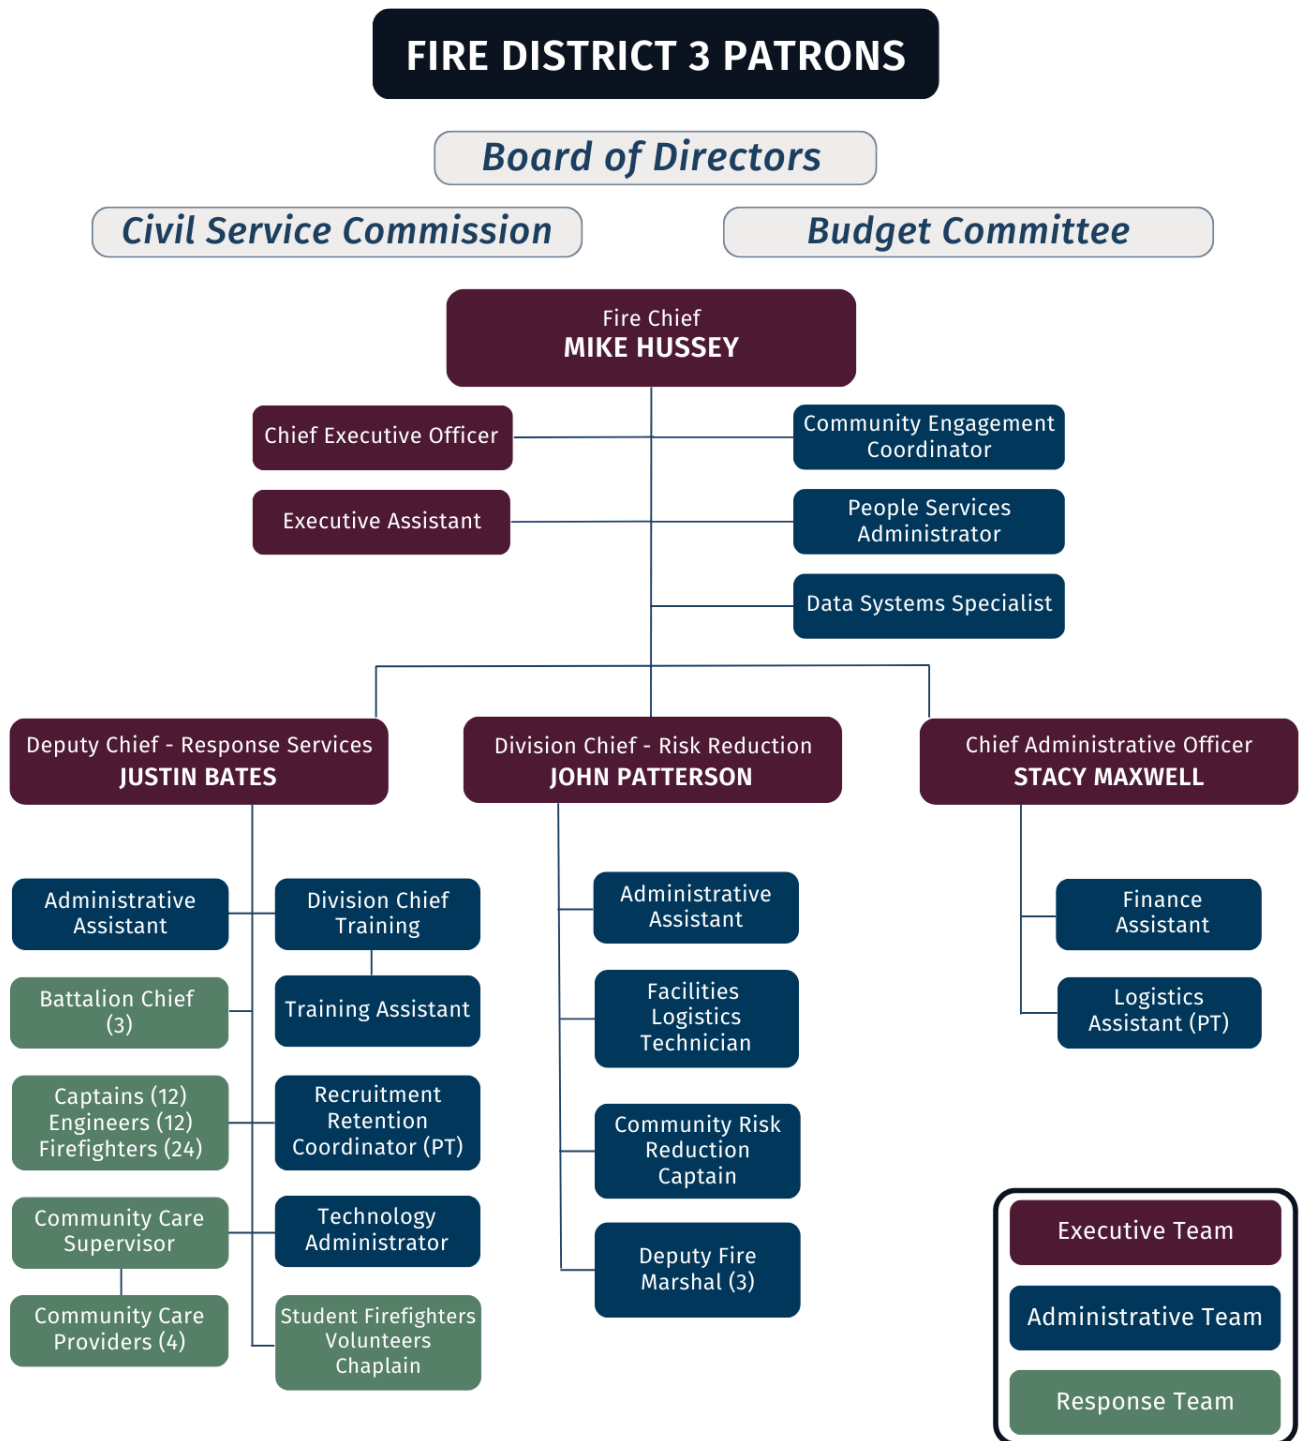 FIRE DISTRICT 3 PATRONS
Board of Directors
Civil Service Commission
Budget Committee
Fire Chief
MIKE HUSSEY
Chief Executive Officer
Community Engagement
Coordinator
Executive Assistant
People Services
Administrator
Data Systems Specialist
Deputy Chief - Response Services
JUSTIN BATES
Division Chief - Risk Reduction
JOHN PATTERSON
Chief Administrative Officer
STACY MAXWELL
Administrative
Assistant
Division Chief
Training
Battalion Chief
(3)
Training Assistant
Captains (12)
Engineers (12)
Firefighters (24)
Recruitment
Retention
Coordinator (PT)
Community Care
Supervisor
Technology
Administrator
Community Care
Providers (4)
Student Firefighters
Volunteers
Chaplain
Administrative
Assistant
Facilities
Logistics
Technician
Community Risk
Reduction
Captain
Deputy Fire
Marshal (3)
Finance
Assistant
Logistics
Assistant (PT)
Executive Team
Administrative Team
Response Team